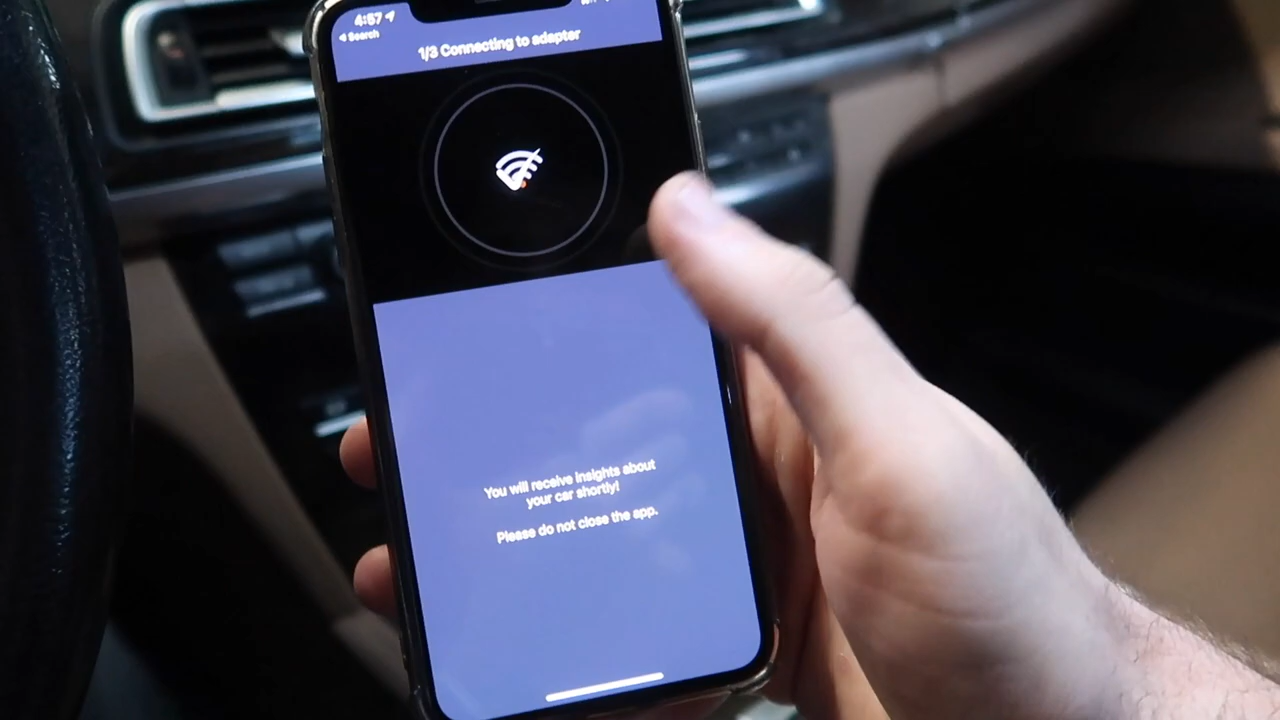 4:57
◀ Search
1/3 Connecting to adapter
You will receive insights about
your car shortly!
Please do not close the app.